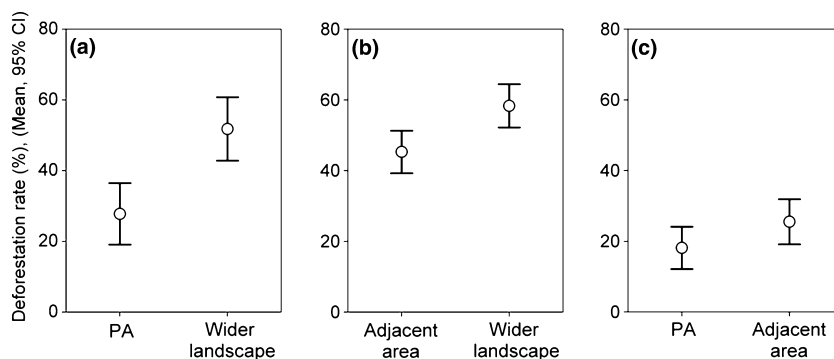 Deforestation rate (%), (Mean, 95% CI)
80
60
40
20
0
(a)
PA
Wider
landscape
80
60
40
20
0
(b)
Adjacent
area
Wider
landscape
80
60
40
20
0
(c)
PA
Adjacent
area